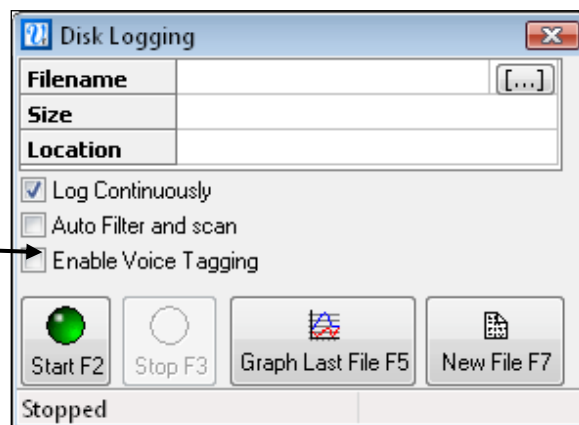 Disk Logging
Filename [...]
Size
Location
Log Continuously
Auto Filter and scan
Enable Voice Tagging
Start F2 Stop F3 Graph Last File F5 New File F7
Stopped